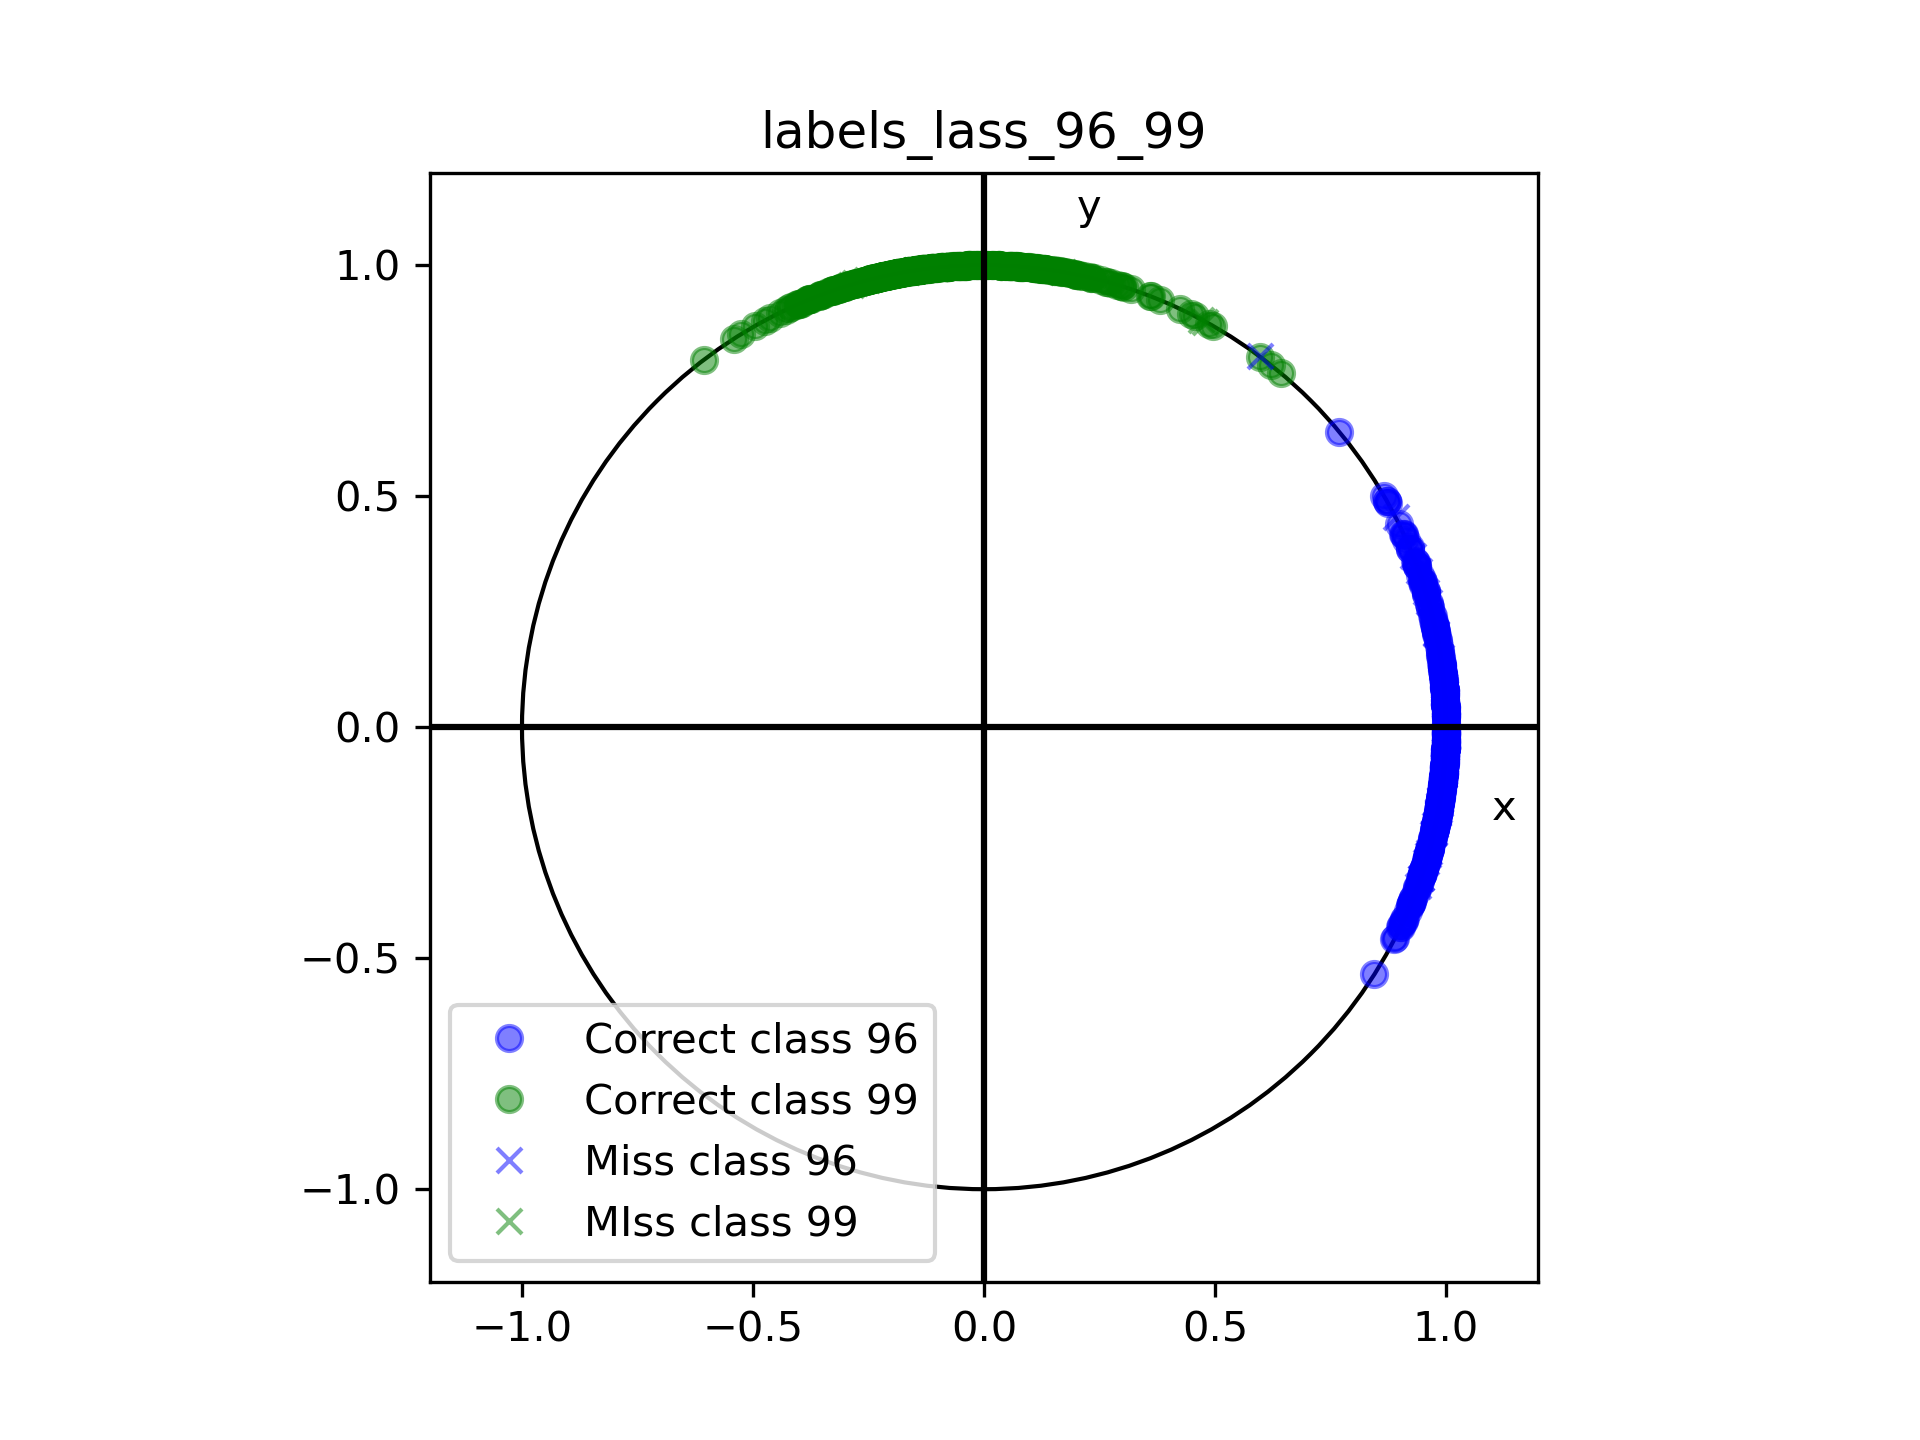 labels_lass_96_99
y
1.0
0.5
0.0
−0.5
−1.0
x
Correct class 96
Correct class 99
Miss class 96
MIss class 99
−1.0 −0.5 0.0 0.5 1.0